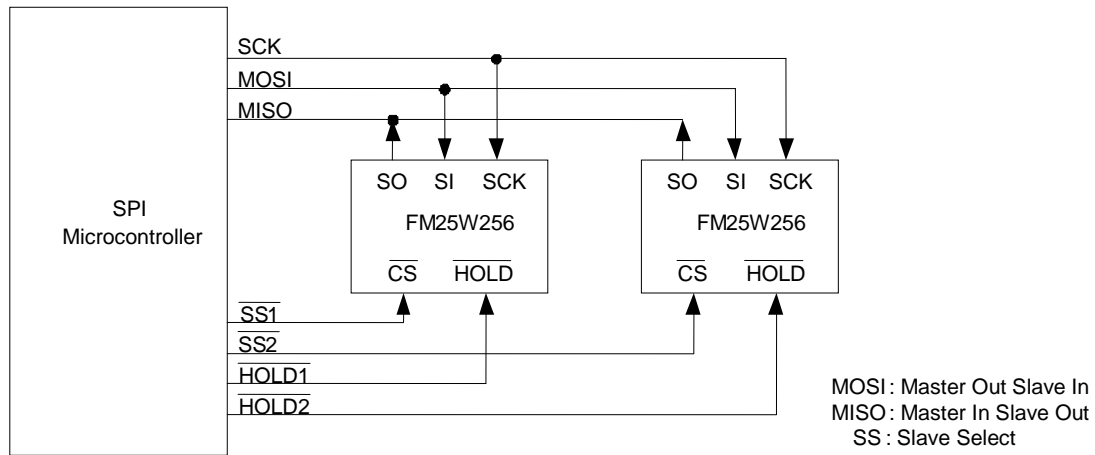 SCK
MOSI
MISO
SO SI SCK
FM25W256
CS HOLD
SO SI SCK
FM25W256
CS HOLD
SPI
Microcontroller
SS1
SS2
HOLD1
HOLD2
MOSI : Master Out Slave In
MISO : Master In Slave Out
SS : Slave Select